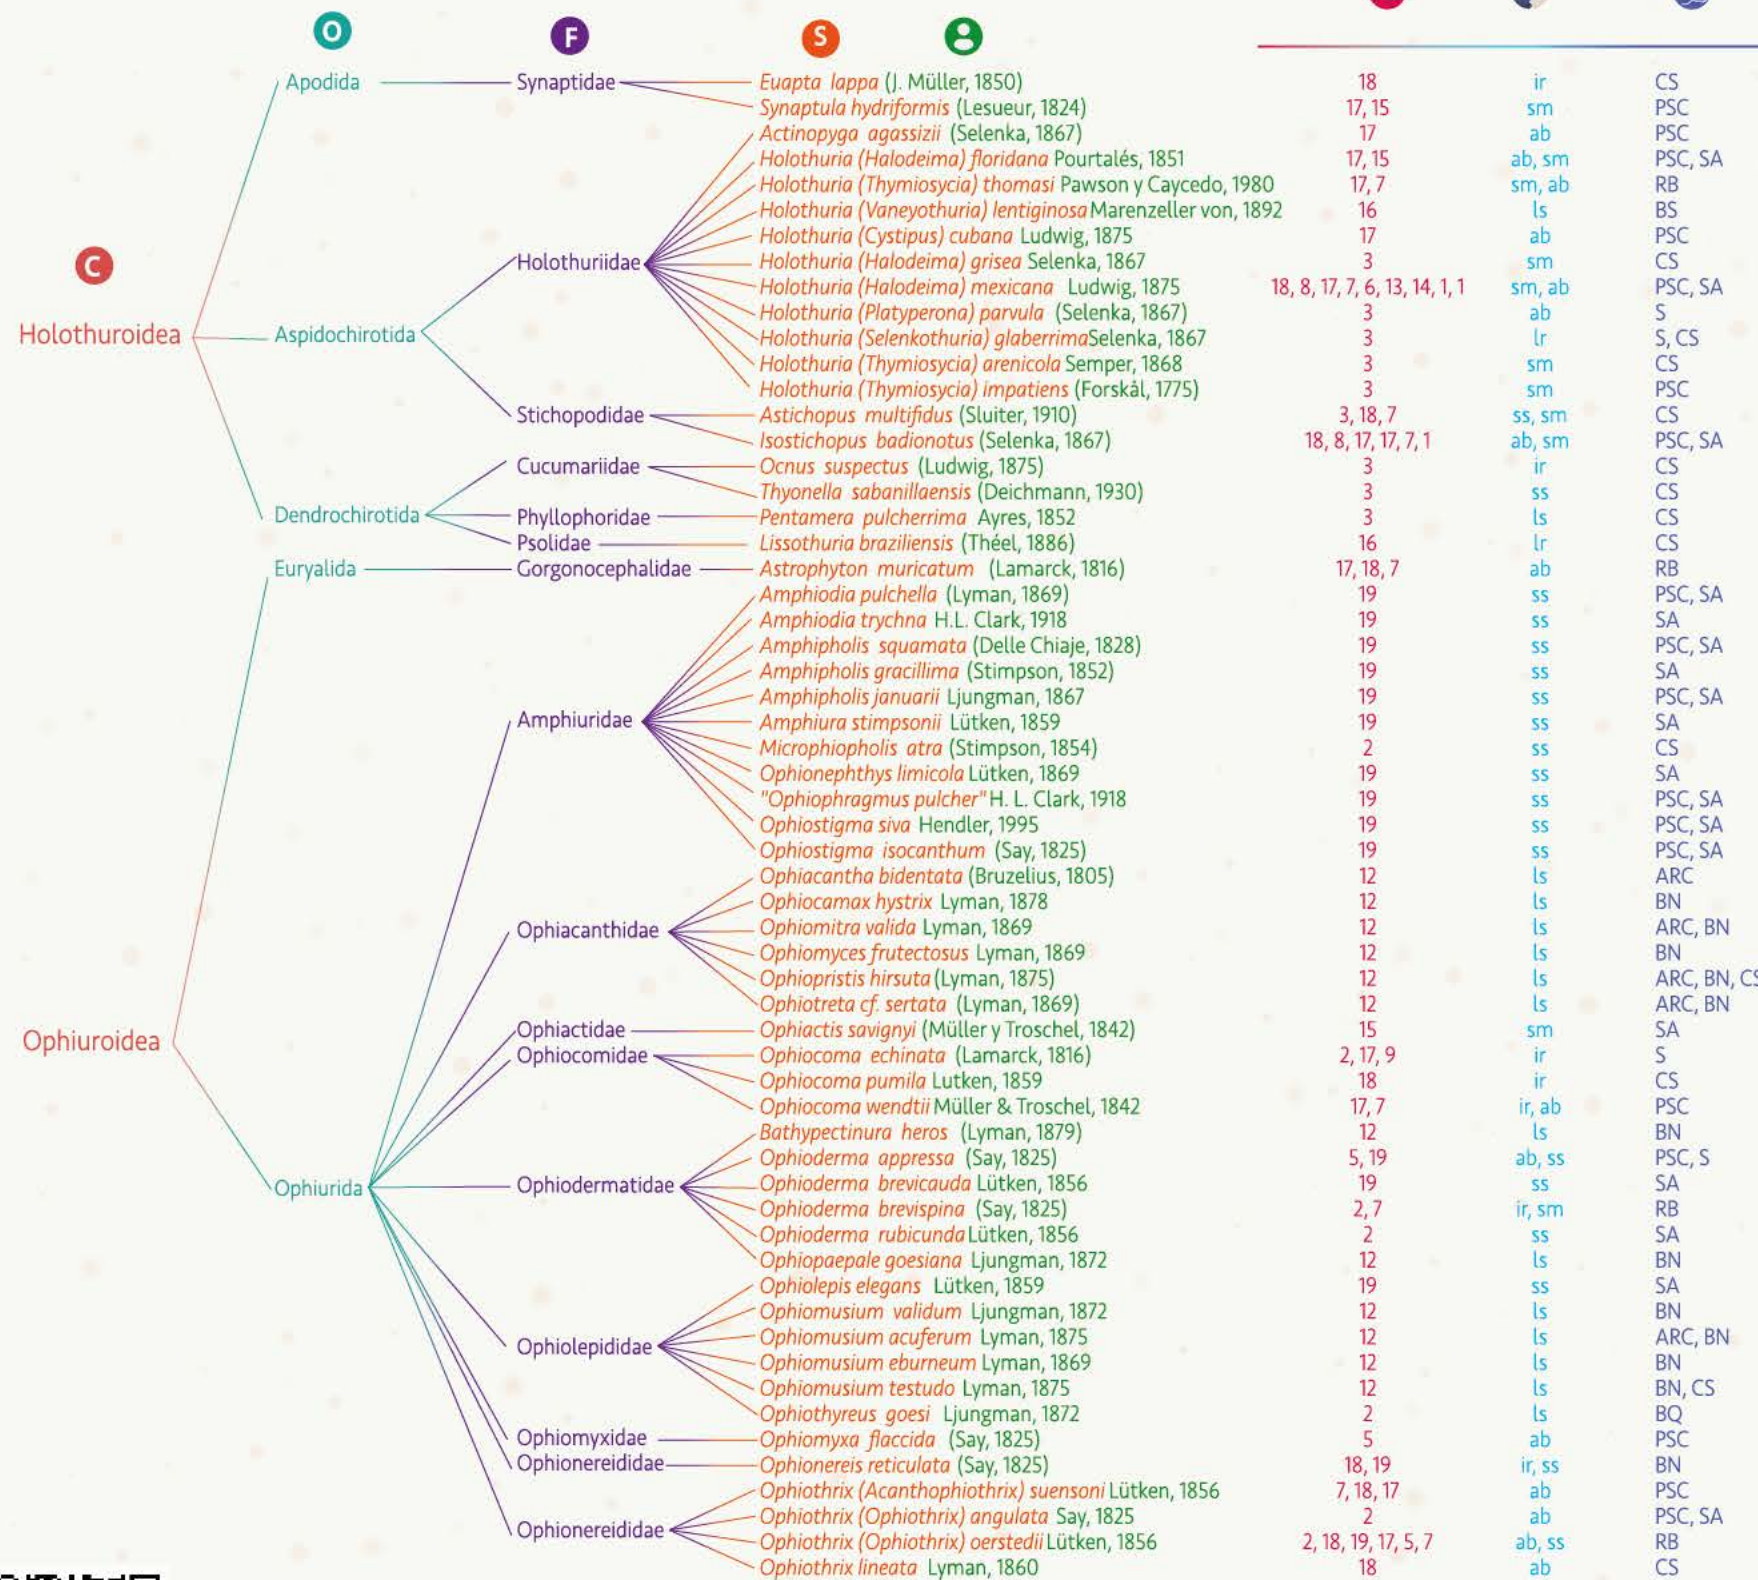 O F S
C
Apodida Synaptidae Euapta lappa (J. Müller, 1850) 18 ir CS
Synaptula hydriformis (Lesueur, 1824) 17, 15 sm PSC
Actinopyga agassizii (Selenka, 1867) 17 ab PSC
Holothuria (Halodeima) floridana Pourtalés, 1851 17, 15 ab, sm PSC, SA
Holothuria (Thymiosycia) thomasi Pawson y Caycedo, 1980 17, 7 sm, ab RB
Holothuria (Vaneyothuria) lentiginosa Marenzeller von, 1892 16 ls BS
Holothuria (Cystipus) cubana Ludwig, 1875 17 ab PSC
Holothuriidae Holothuria (Halodeima) grisea Selenka, 1867 3 sm CS
Holothuria (Halodeima) mexicana Ludwig, 1875 18, 8, 17, 7, 6, 13, 14, 1, 1 sm, ab PSC, SA
Holothuria (Platyperona) parvula (Selenka, 1867) 3 ab S
Holothuroidea Aspidochirotida Holothuria (Selenkothuria) glaberrima Selenka, 1867 3 lr S, CS
Holothuria (Thymiosycia) arenicola Semper, 1868 3 sm CS
Holothuria (Thymiosycia) impatiens (Forskål, 1775) 3 sm PSC
Stichopodidae Astichopus multifidus (Sluiter, 1910) 3, 18, 7 ss, sm CS
Isostichopus badionotus (Selenka, 1867) 18, 8, 17, 17, 7, 1 ab, sm PSC, SA
Cucumariidae Ocnus suspectus (Ludwig, 1875) 3 ir CS
Thyonella sabanillaensis (Deichmann, 1930) 3 ss CS
Dendrochirotida Phyllophoridae Pentamera pulcherrima Ayres, 1852 3 ls CS
Psolidae Lissothuria braziliensis (Théel, 1886) 16 lr CS
Euryalida Gorgonocephalidae Astrophyton muricatum (Lamarck, 1816) 17, 18, 7 ab RB
Amphiodia pulchella (Lyman, 1869) 19 ss PSC, SA
Amphiodia trychna H.L. Clark, 1918 19 ss SA
Amphipholis squamata (Delle Chiaje, 1828) 19 ss PSC, SA
Amphipholis gracillima (Stimpson, 1852) 19 ss SA
Amphipholis januarii Ljungman, 1867 19 ss PSC, SA
Amphiuridae Amphiura stimpsonii Lütken, 1859 19 ss SA
Microphiopholis atra (Stimpson, 1854) 2 ss CS
Ophionephthys limicola Lütken, 1869 19 ss SA
"Ophiophragmus pulcher" H. L. Clark, 1918 19 ss PSC, SA
Ophiostigma siva Hendler, 1995 19 ss PSC, SA
Ophiostigma isocanthum (Say, 1825) 19 ss PSC, SA
Ophiacantha bidentata (Bruzelius, 1805) 12 ls ARC
Ophiocamax hystrix Lyman, 1878 12 ls BN
Ophiacanthidae Ophiomitra valida Lyman, 1869 12 ls ARC, BN
Ophiomyces frutectosus Lyman, 1869 12 ls BN
Ophiopristis hirsuta (Lyman, 1875) 12 ls ARC, BN, CS
Ophiotreta cf. sertata (Lyman, 1869) 12 ls ARC, BN
Ophiuroidea Ophiactidae Ophiactis savignyi (Müller y Troschel, 1842) 15 sm SA
Ophiocomidae Ophiocoma echinata (Lamarck, 1816) 2, 17, 9 ir S
Ophiocoma pumila Lutken, 1859 18 ir CS
Ophiocoma wendtii Müller & Troschel, 1842 17, 7 ir, ab PSC
Bathypectinura heros (Lyman, 1879) 12 ls BN
Ophioderma appressa (Say, 1825) 5, 19 ab, ss PSC, S
Ophiurida Ophiodermatidae Ophioderma brevicauda Lütken, 1856 19 ss SA
Ophioderma brevispina (Say, 1825) 2, 7 ir, sm RB
Ophioderma rubicunda Lütken, 1856 2 ss SA
Ophiopaepale goesiana Ljungman, 1872 12 ls BN
Ophiolepis elegans Lütken, 1859 19 ss SA
Ophiomusium validum Ljungman, 1872 12 ls BN
Ophiolepididae Ophiomusium acuferum Lyman, 1875 12 ls ARC, BN
Ophiomusium eburneum Lyman, 1869 12 ls BN
Ophiomusium testudo Lyman, 1875 12 ls BN, CS
Ophiothyreus goesi Ljungman, 1872 2 ls BQ
Ophiomyxidae Ophiomyxa flaccida (Say, 1825) 5 ab PSC
Ophionereididae Ophionereis reticulata (Say, 1825) 18, 19 ir, ss BN
Ophiothrix (Acanthophiothrix) suensoni Lütken, 1856 7, 18, 17 ab PSC
Ophionereididae Ophiothrix (Ophiothrix) angulata Say, 1825 2 ab PSC, SA
Ophiothrix (Ophiothrix) oerstedii Lütken, 1856 2, 18, 19, 17, 5, 7 ab, ss RB
Ophiothrix lineata Lyman, 1860 18 ab CS